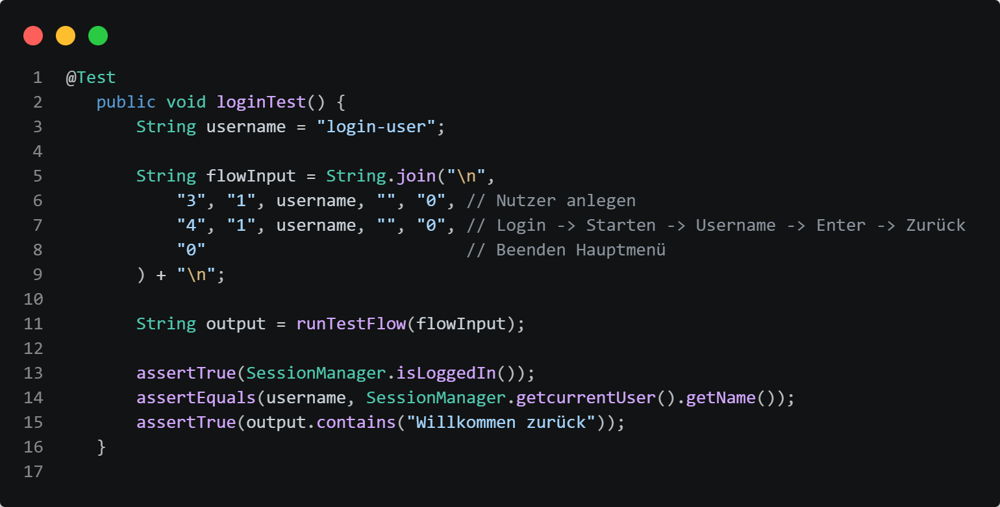 1 @Test
2 public void loginTest() {
3 String username = "login-user";
4
5 String flowInput = String.join("\n",
6 "3", "1", username, "", "0", // Nutzer anlegen
7 "4", "1", username, "", "0", // Login -> Starten -> Username -> Enter -> Zurück
8 "0" // Beenden Hauptmenü
9 ) + "\n";
10
11 String output = runTestFlow(flowInput);
12
13 assertTrue(SessionManager.isLoggedIn());
14 assertEquals(username, SessionManager.getcurrentUser().getName());
15 assertTrue(output.contains("Willkommen zurück"));
16 }
17